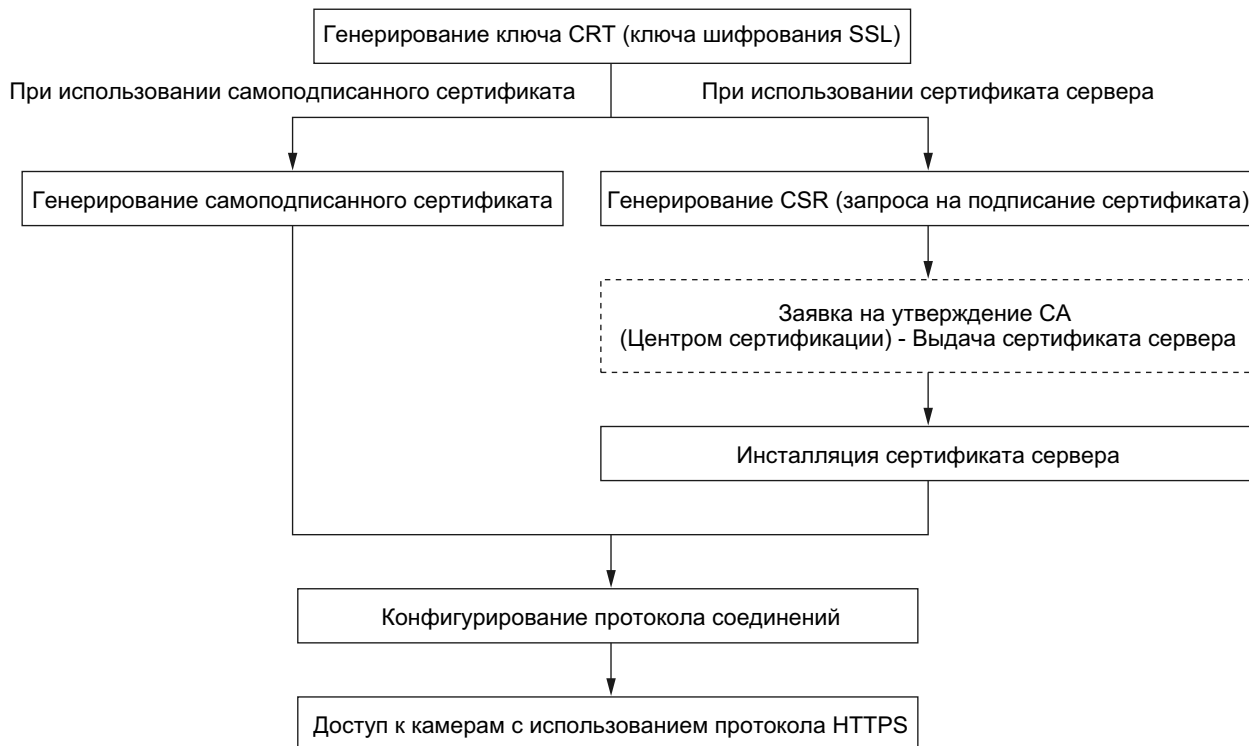 Генерирование ключа CRT (ключа шифрования SSL)
При использовании самоподписанного сертификата
При использовании сертификата сервера
Генерирование самоподписанного сертификата
Генерирование CSR (запроса на подписание сертификата)
Заявка на утверждение CA
(Центром сертификации) - Выдача сертификата сервера
Инсталляция сертификата сервера
Конфигурирование протокола соединений
Доступ к камерам с использованием протокола HTTPS